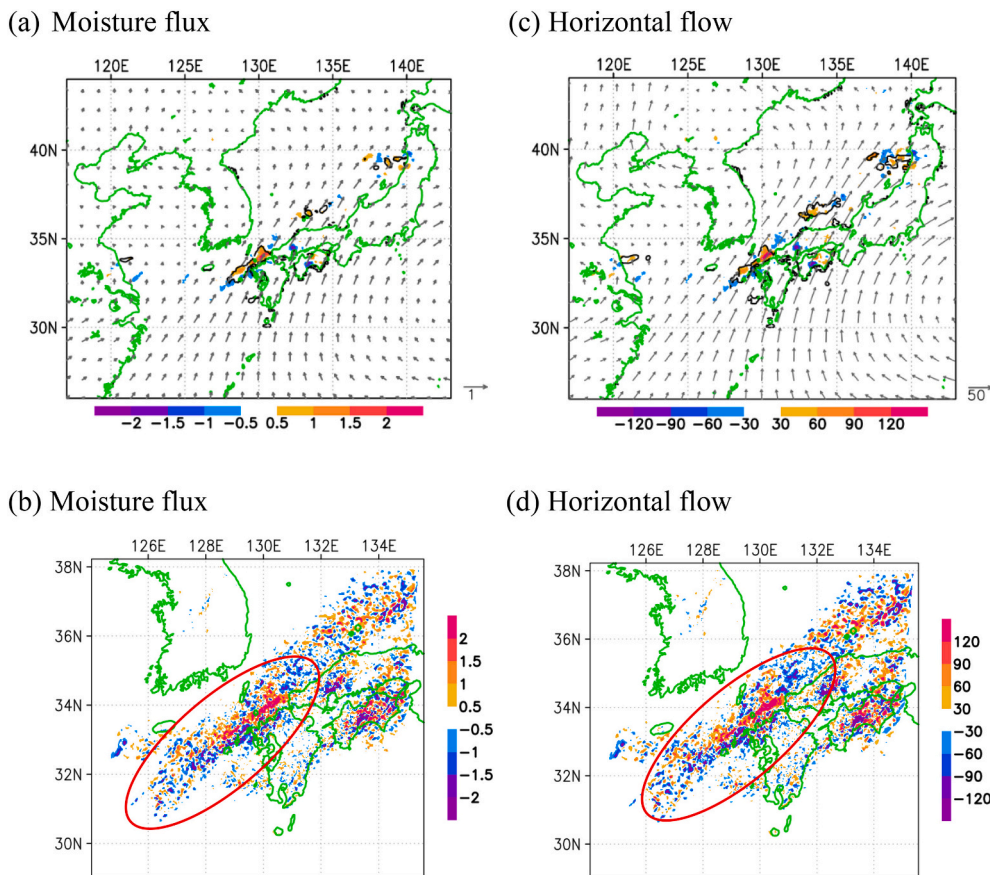 (a) Moisture flux
120E 125E 130E 135E 140E
40N
35N
30N
1
−2 −1.5 −1 −0.5 0.5 1 1.5 2
(c) Horizontal flow
120E 125E 130E 135E 140E
40N
35N
30N
50
−120 −90 −60 −30 30 60 90 120
(b) Moisture flux
126E 128E 130E 132E 134E
38N
36N
34N
32N
30N
2
1.5
1
0.5
−0.5
−1
−1.5
−2
(d) Horizontal flow
126E 128E 130E 132E 134E
38N
36N
34N
32N
30N
120
90
60
30
−30
−60
−90
−120